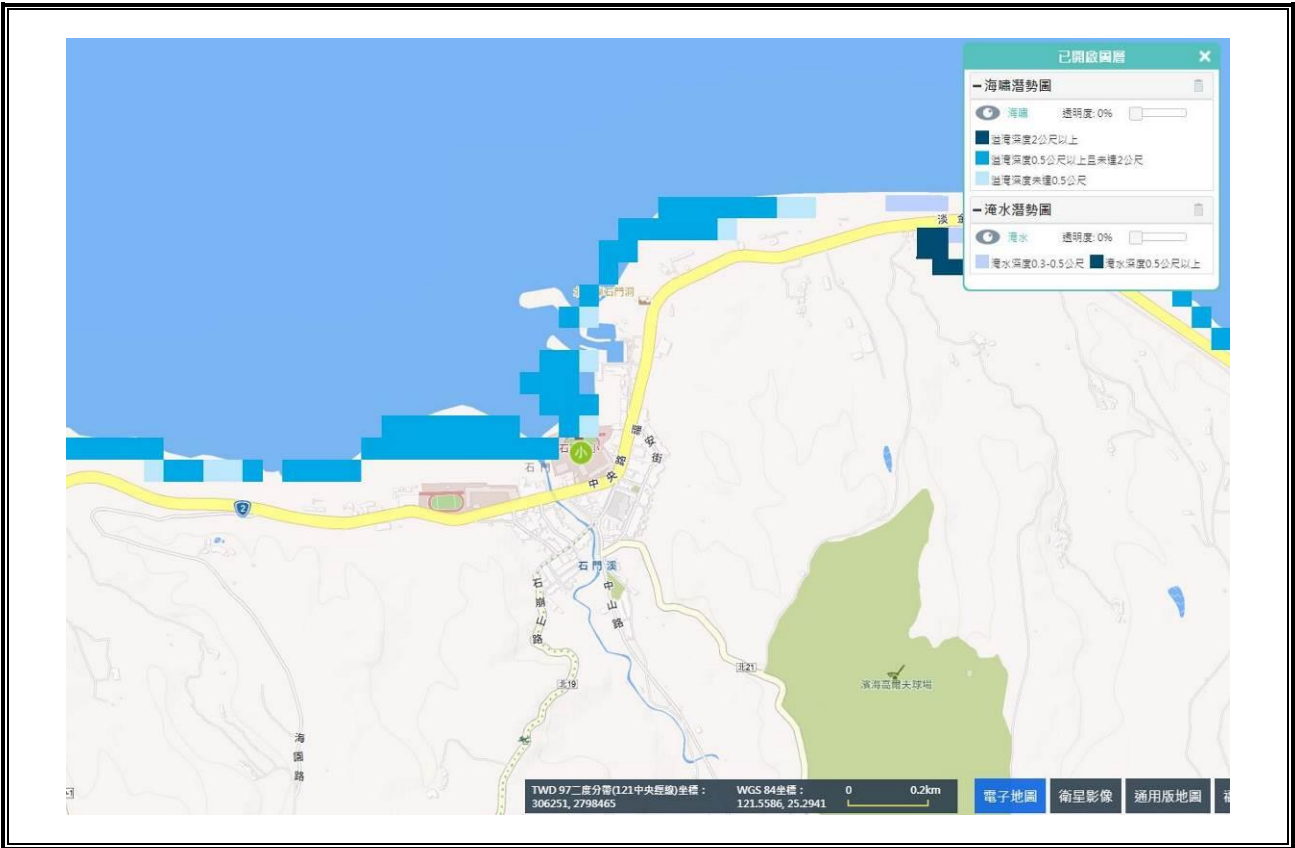 已開啟圖層
海嘯潛勢圖
海嘯 透明度: 0%
溢淹深度2公尺以上
溢淹深度0.5公尺以上且未達2公尺
溢淹深度未達0.5公尺
淹水潛勢圖
淹水 透明度: 0%
淹水深度0.3-0.5公尺 淹水深度0.5公尺以上
淡 金
石門洞
小
石門
中央路
福安街
2
石門溪
石崩山路
中山路
北21
北19
濱海高爾夫球場
海園路
TWD 97二度分帶(121中央經線)坐標：
306251, 2798465
WGS 84坐標：
121.5586, 25.2941
0 0.2km
電子地圖
衛星影像
通用版地圖